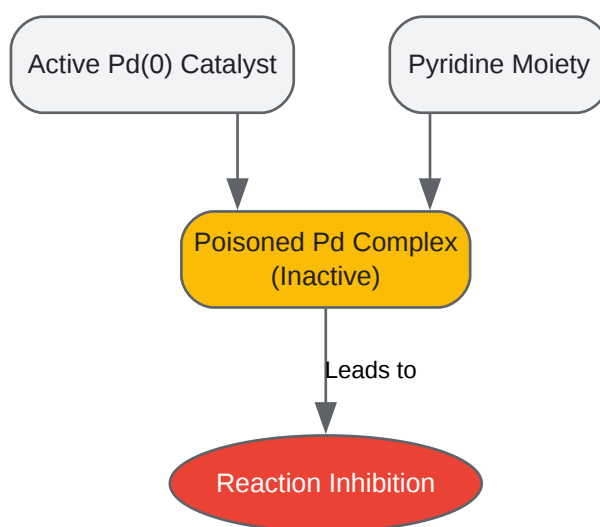 Active Pd(0) Catalyst
Pyridine Moiety
Poisoned Pd Complex
(Inactive)
Leads to
Reaction Inhibition